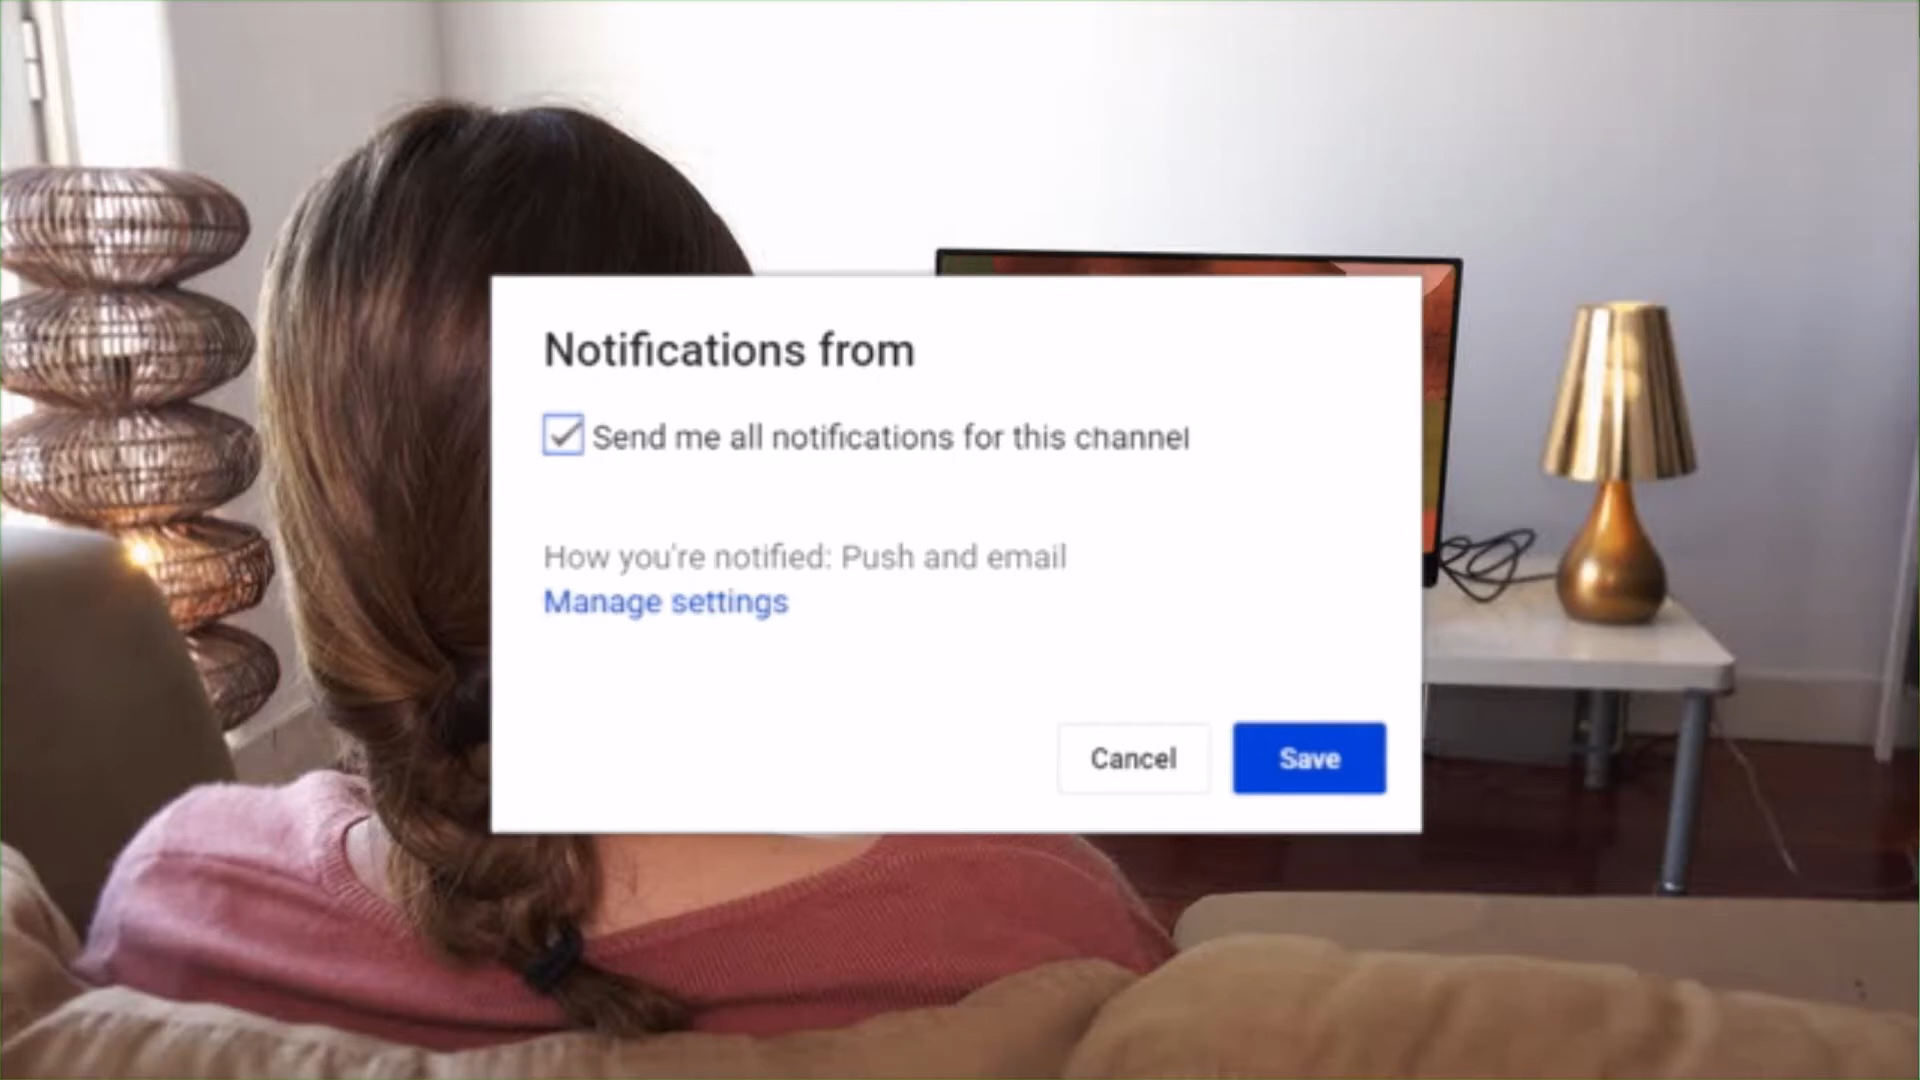 Notifications from
Send me all notifications for this channel
How you're notified: Push and email
Manage settings
Cancel
Save